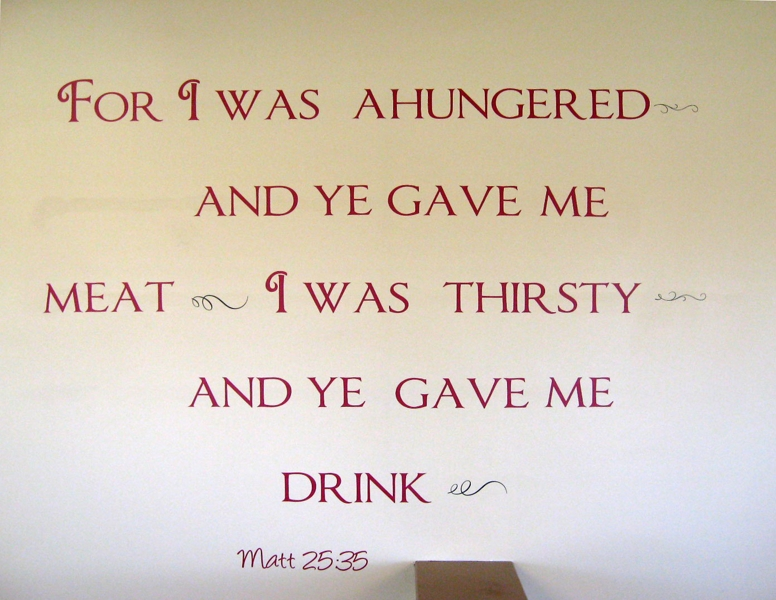 For I was ahungered
and ye gave me
meat I was thirsty
and ye gave me
drink
Matt 25:35